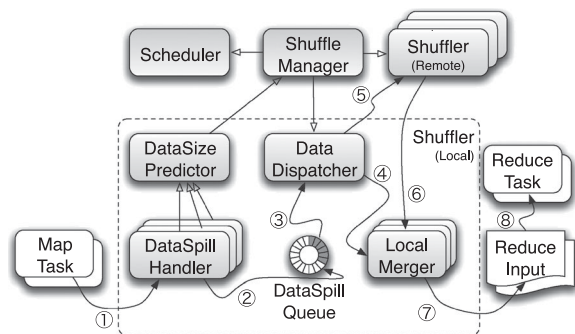 Scheduler
Shuffle
Manager
Shuffler
(Remote)
⑤
DataSize
Predictor
Data
Dispatcher
Shuffler
(Local)
④
⑥
Reduce
Task
③
⑧
Map
Task
DataSpill
Handler
Local
Merger
Reduce
Input
①
②
DataSpill
Queue
⑦